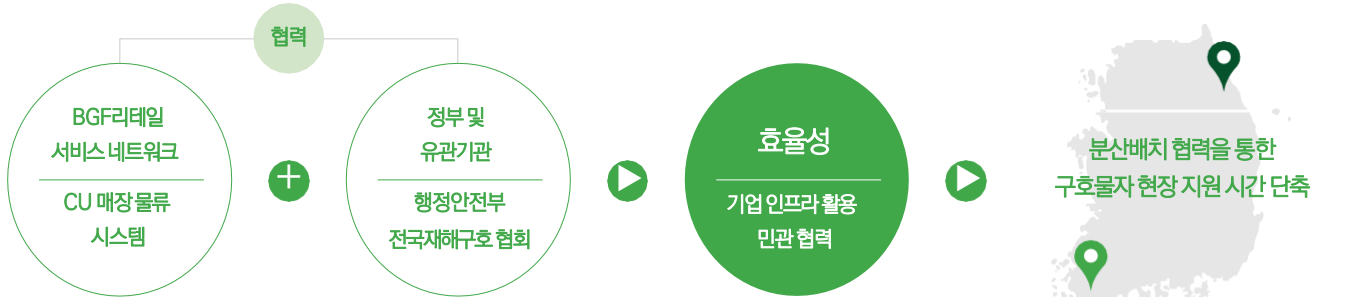 협력
BGF리테일
서비스 네트워크
CU 매장 물류
시스템
정부 및
유관기관
행정안전부
전국재해구호 협회
효율성
기업 인프라 활용
민관 협력
분산배치 협력을 통한
구호물자 현장 지원 시간 단축